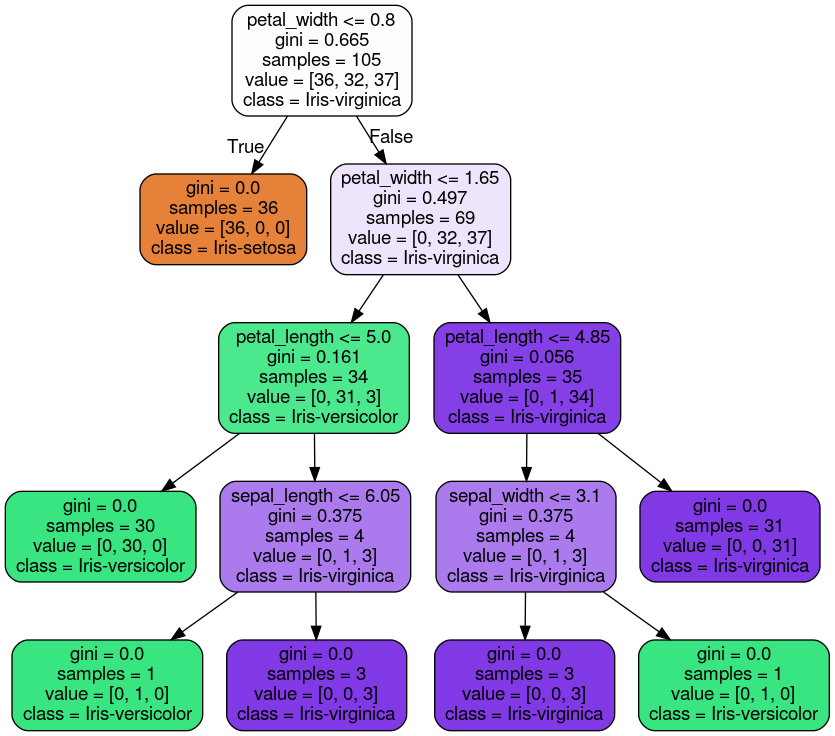 petal_width <= 0.8
gini = 0.665
samples = 105
value = [36, 32, 37]
class = Iris-virginica
True
False
gini = 0.0
samples = 36
value = [36, 0, 0]
class = Iris-setosa
petal_width <= 1.65
gini = 0.497
samples = 69
value = [0, 32, 37]
class = Iris-virginica
petal_length <= 5.0
gini = 0.161
samples = 34
value = [0, 31, 3]
class = Iris-versicolor
petal_length <= 4.85
gini = 0.056
samples = 35
value = [0, 1, 34]
class = Iris-virginica
gini = 0.0
samples = 30
value = [0, 30, 0]
class = Iris-versicolor
sepal_length <= 6.05
gini = 0.375
samples = 4
value = [0, 1, 3]
class = Iris-virginica
sepal_width <= 3.1
gini = 0.375
samples = 4
value = [0, 1, 3]
class = Iris-virginica
gini = 0.0
samples = 31
value = [0, 0, 31]
class = Iris-virginica
gini = 0.0
samples = 1
value = [0, 1, 0]
class = Iris-versicolor
gini = 0.0
samples = 3
value = [0, 0, 3]
class = Iris-virginica
gini = 0.0
samples = 3
value = [0, 0, 3]
class = Iris-virginica
gini = 0.0
samples = 1
value = [0, 1, 0]
class = Iris-versicolor